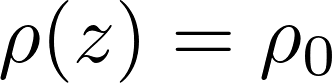 ρ(z) = ρ₀